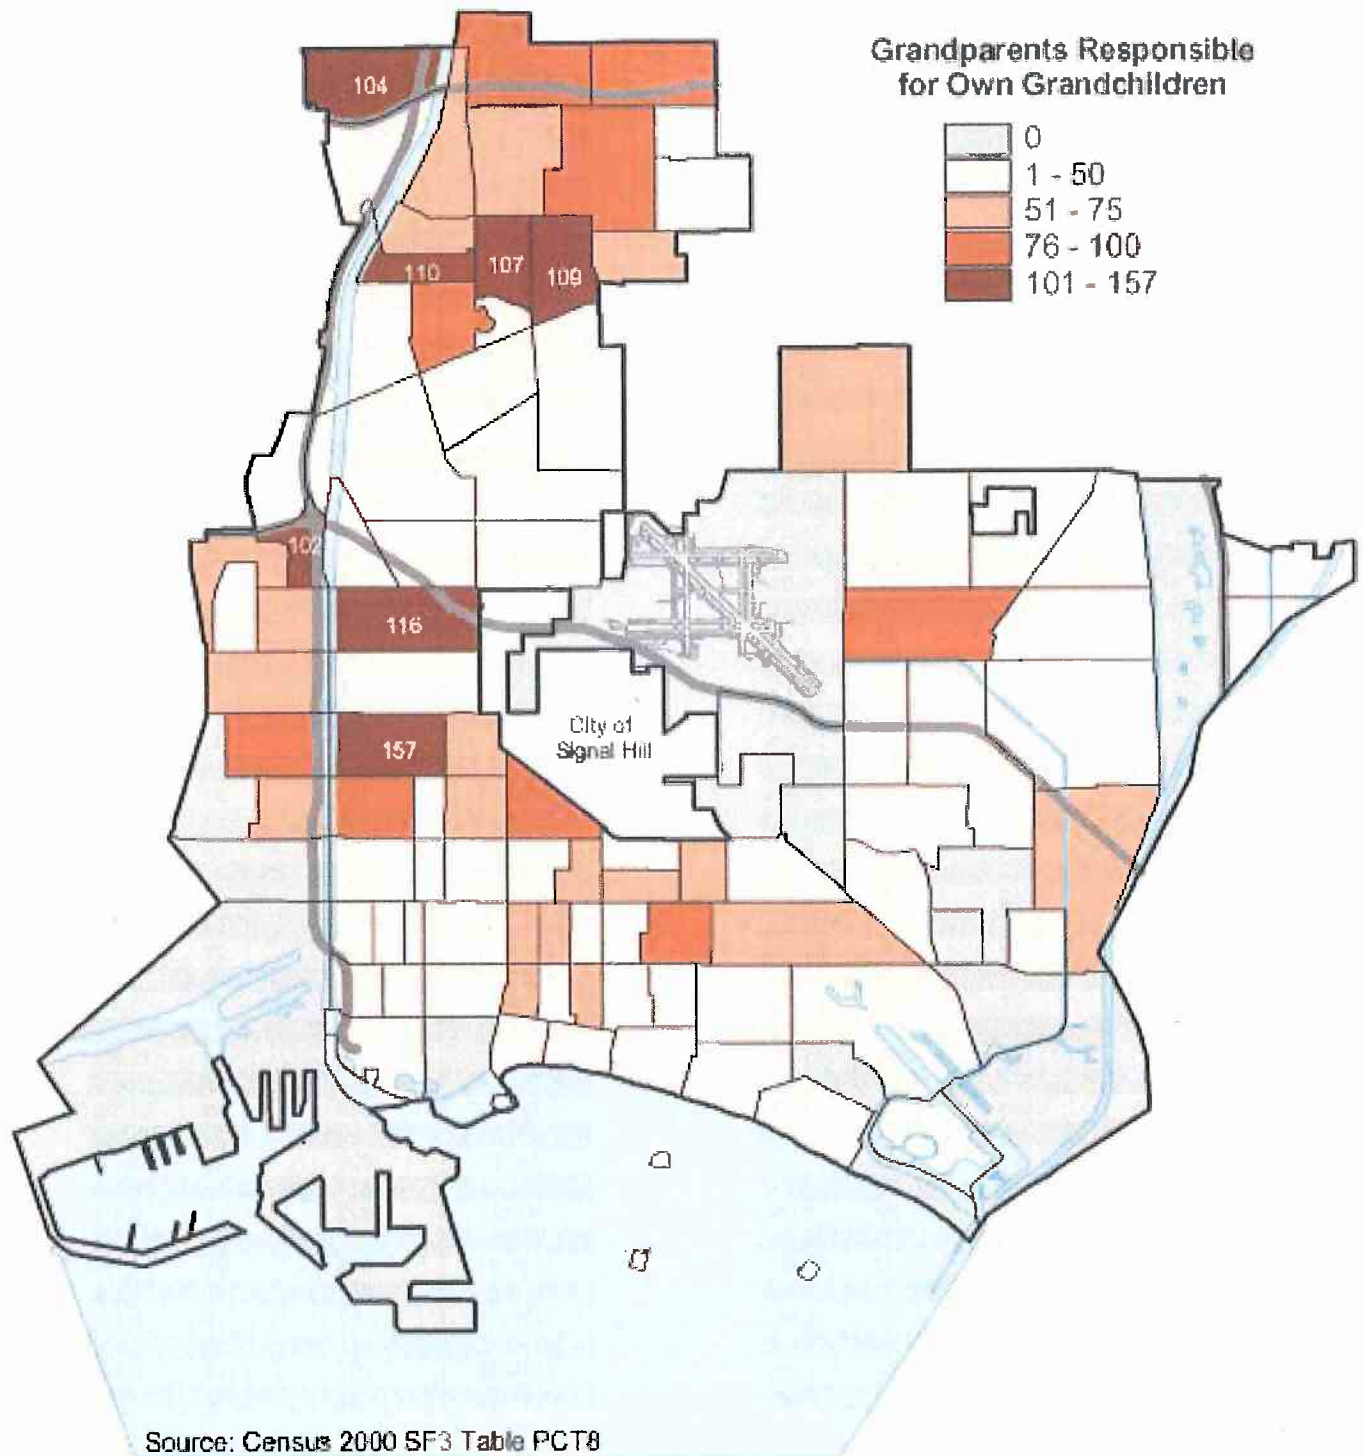 Grandparents Responsible
for Own Grandchildren
0
1 - 50
51 - 75
76 - 100
101 - 157
104
110
107
109
102
116
157
City of
Signal Hill
Source: Census 2000 SF3 Table PCT8